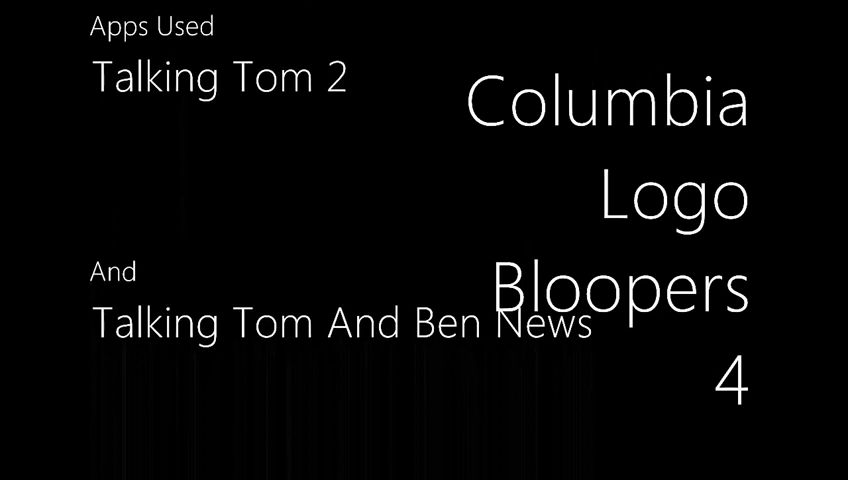 Apps Used
Talking Tom 2
And
Talking Tom And Ben News
Columbia
Logo
Bloopers
4